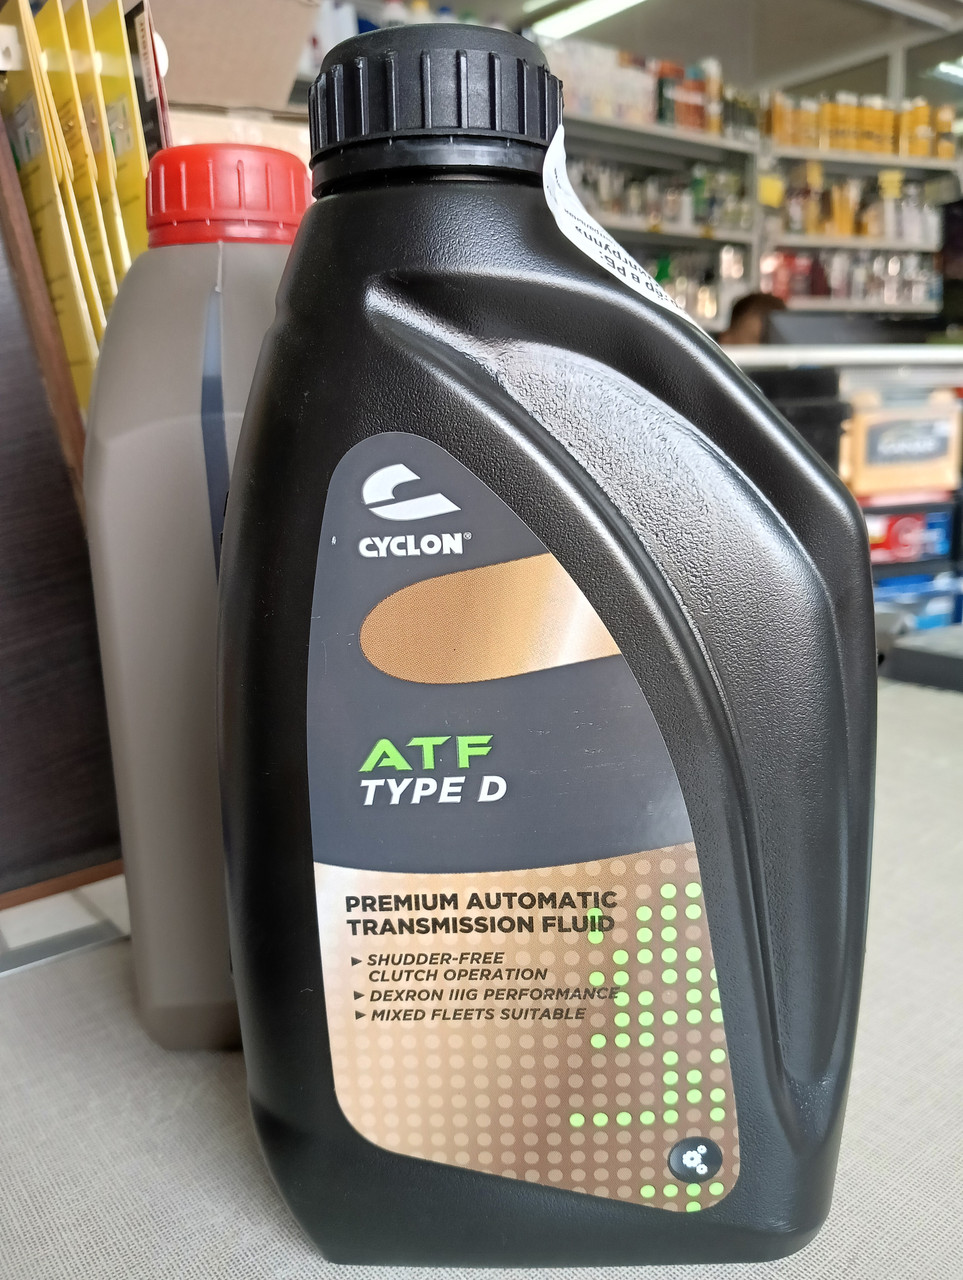 CYCLON®
ATF
TYPE D
PREMIUM AUTOMATIC
TRANSMISSION FLUID
▶ SHUDDER-FREE
CLUTCH OPERATION
▶ DEXRON IIIG PERFORMANCE
▶ MIXED FLEETS SUITABLE